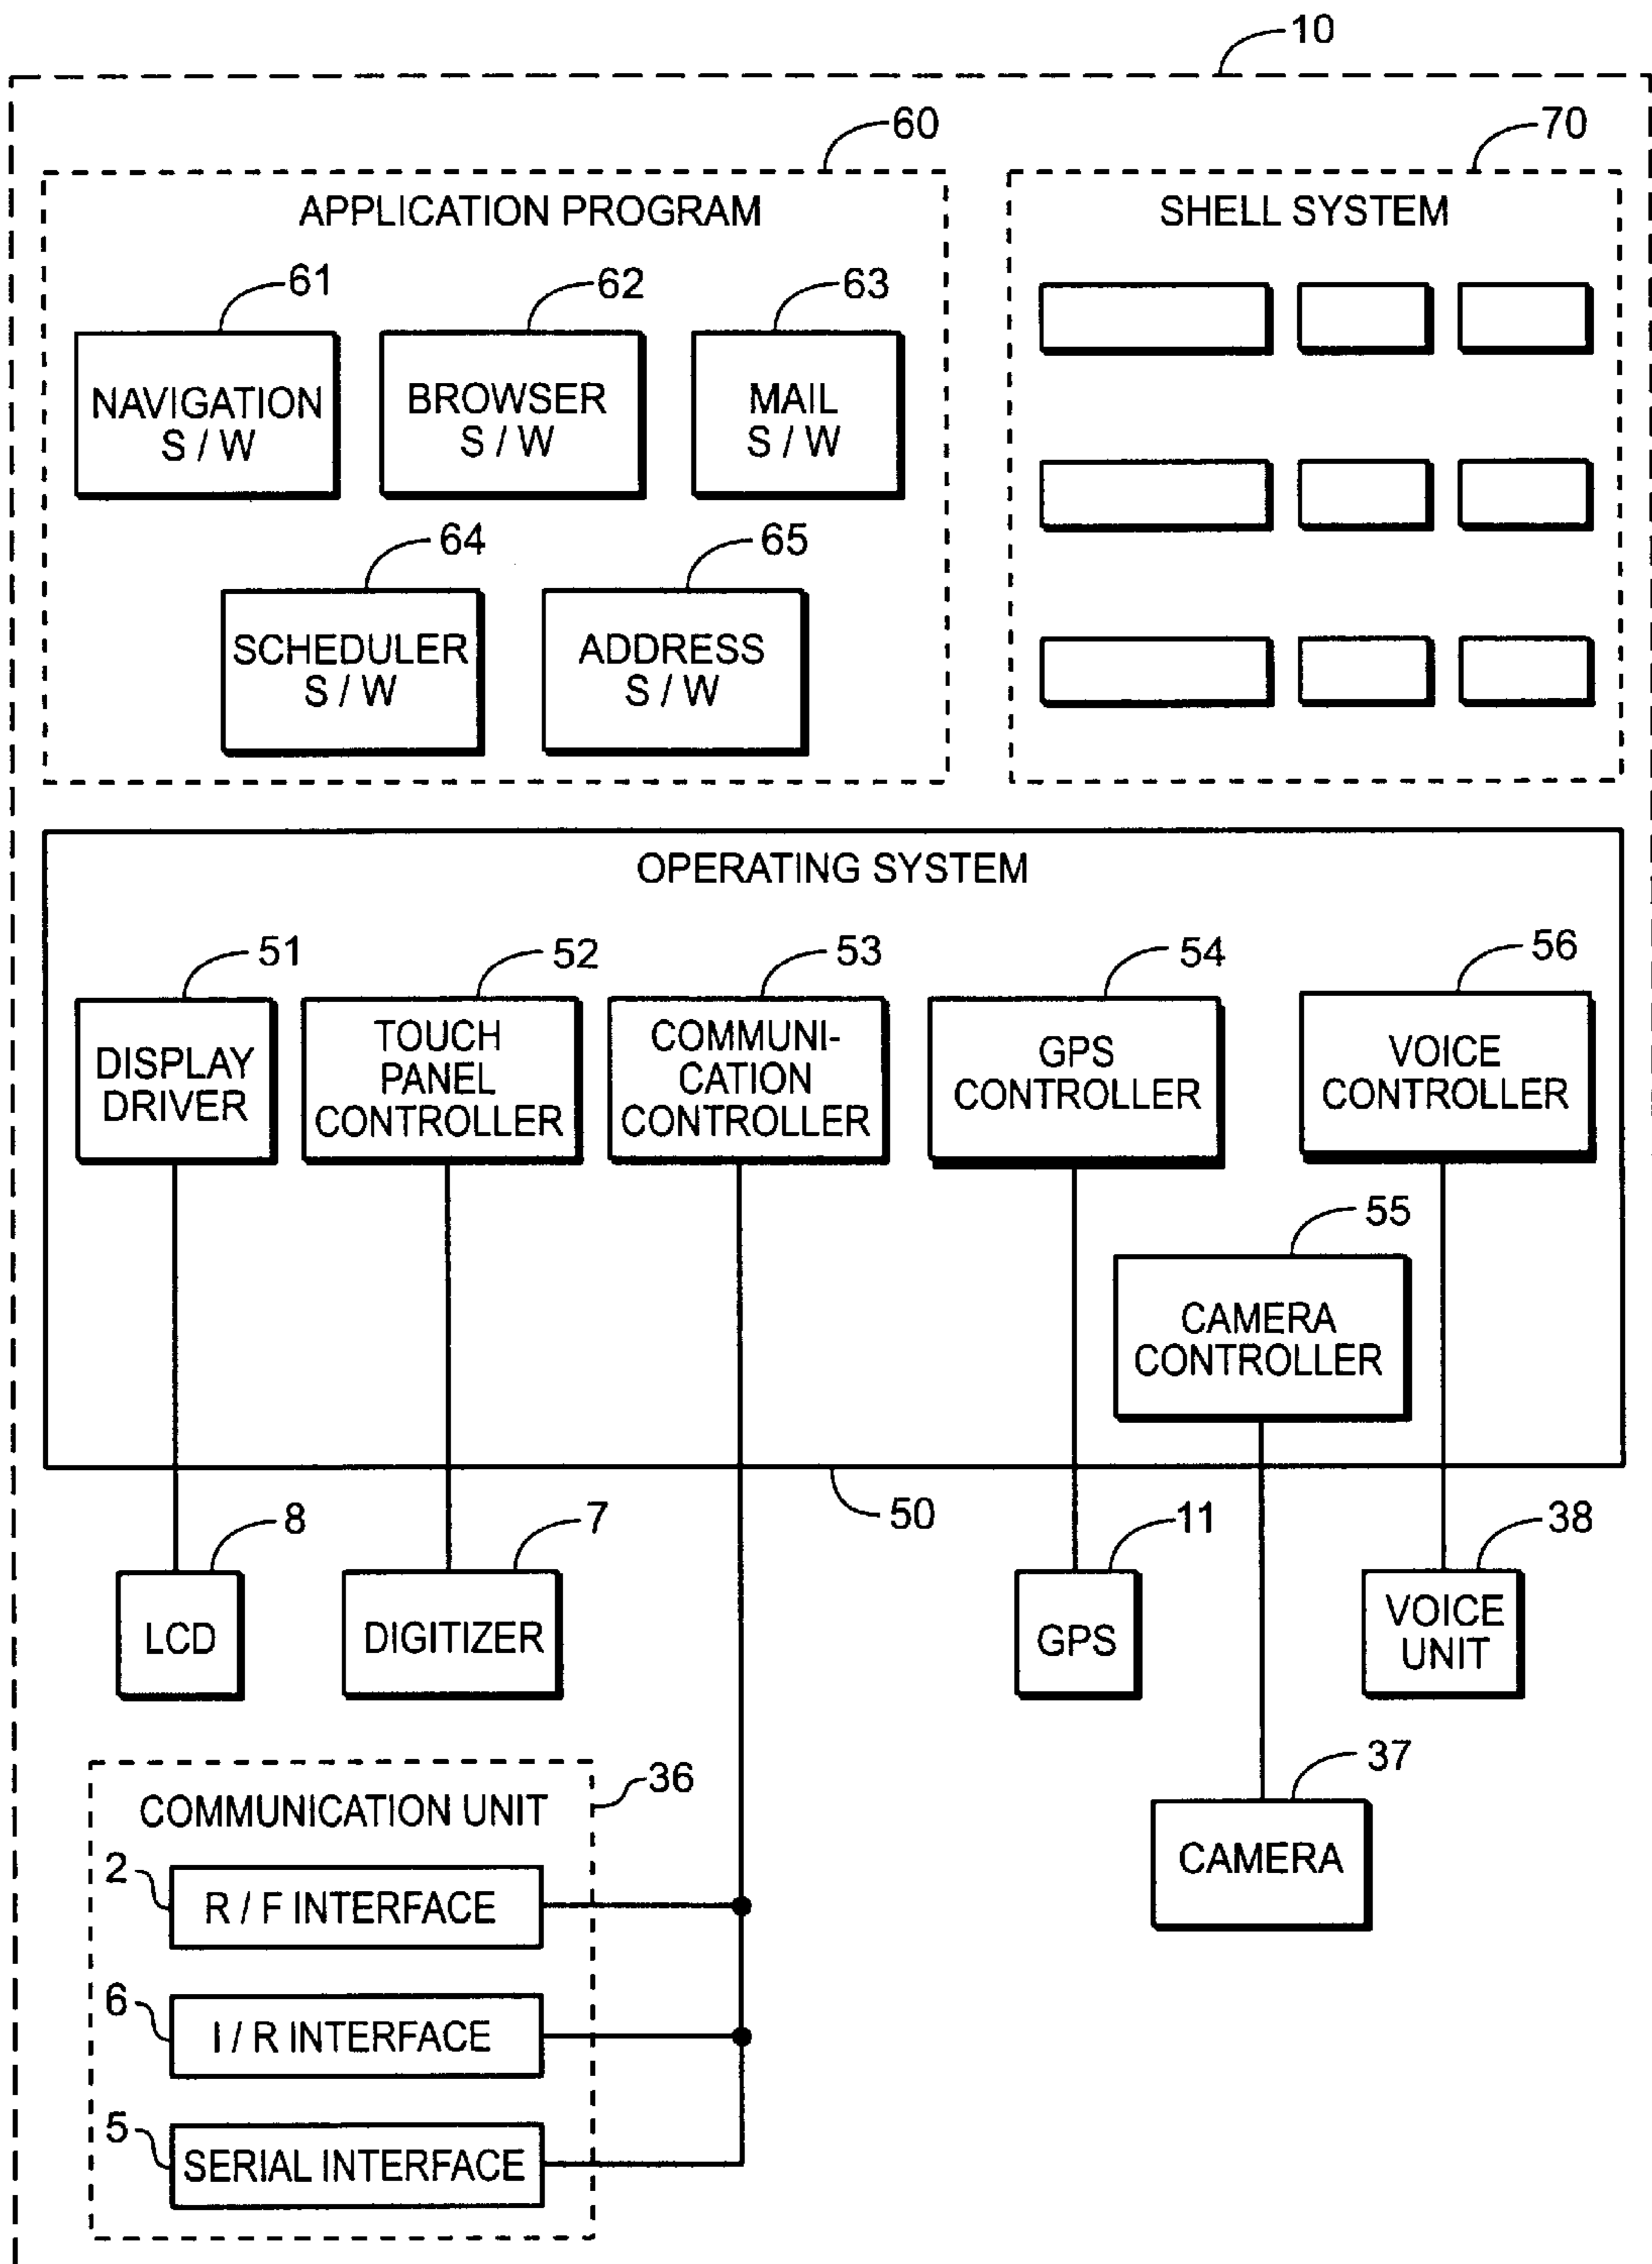 10
60
70
APPLICATION PROGRAM
SHELL SYSTEM
61
62
63
NAVIGATION
S / W
BROWSER
S / W
MAIL
S / W
64
65
SCHEDULER
S / W
ADDRESS
S / W
OPERATING SYSTEM
51
52
53
54
56
DISPLAY
DRIVER
TOUCH
PANEL
CONTROLLER
COMMUNI-
CATION
CONTROLLER
GPS
CONTROLLER
VOICE
CONTROLLER
55
CAMERA
CONTROLLER
8
7
50
11
38
LCD
DIGITIZER
GPS
VOICE
UNIT
36
37
COMMUNICATION UNIT
CAMERA
2
R / F INTERFACE
6
I / R INTERFACE
5
SERIAL INTERFACE